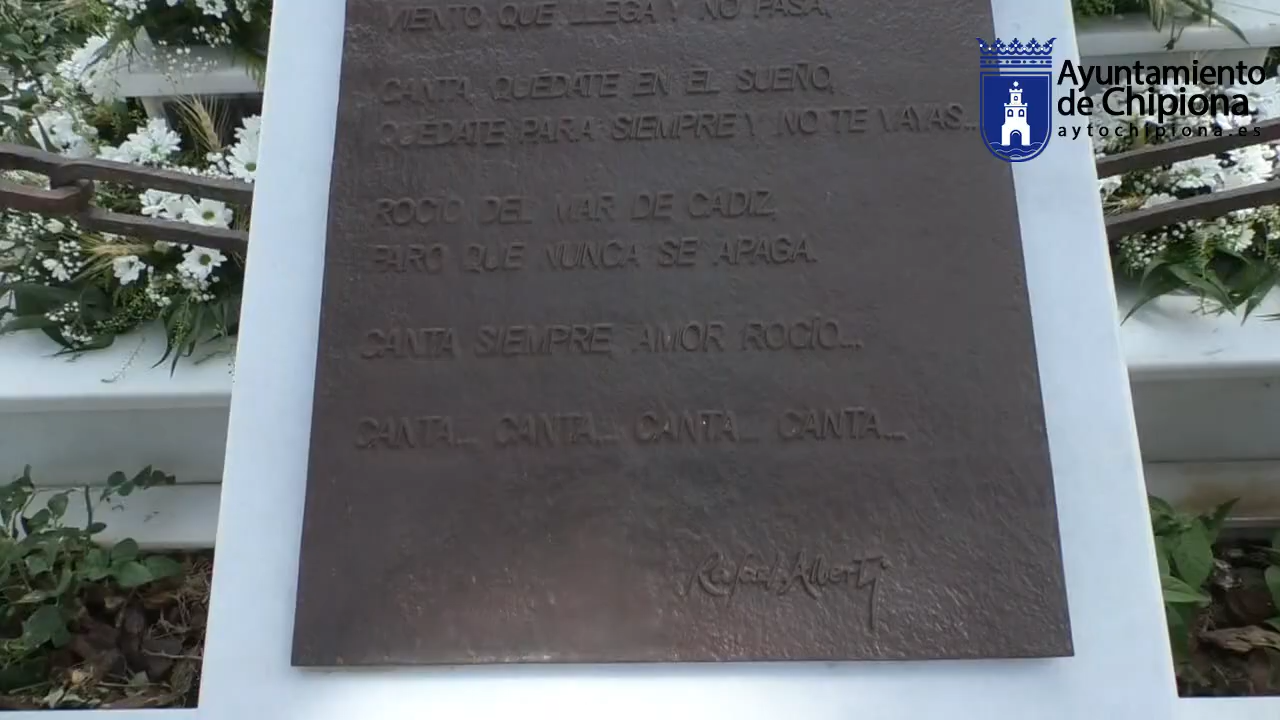 VIENTO QUE LLEGA Y NO PASA,
CANTA, QUÉDATE EN EL SUEÑO,
QUÉDATE PARA SIEMPRE Y NO TE VAYAS...
ROCÍO DEL MAR DE CÁDIZ,
FARO QUE NUNCA SE APAGA.
CANTA SIEMPRE, AMOR ROCÍO...
CANTA... CANTA... CANTA... CANTA...
Rafael Alberti
Ayuntamiento
de Chipiona
aytochipiona.es